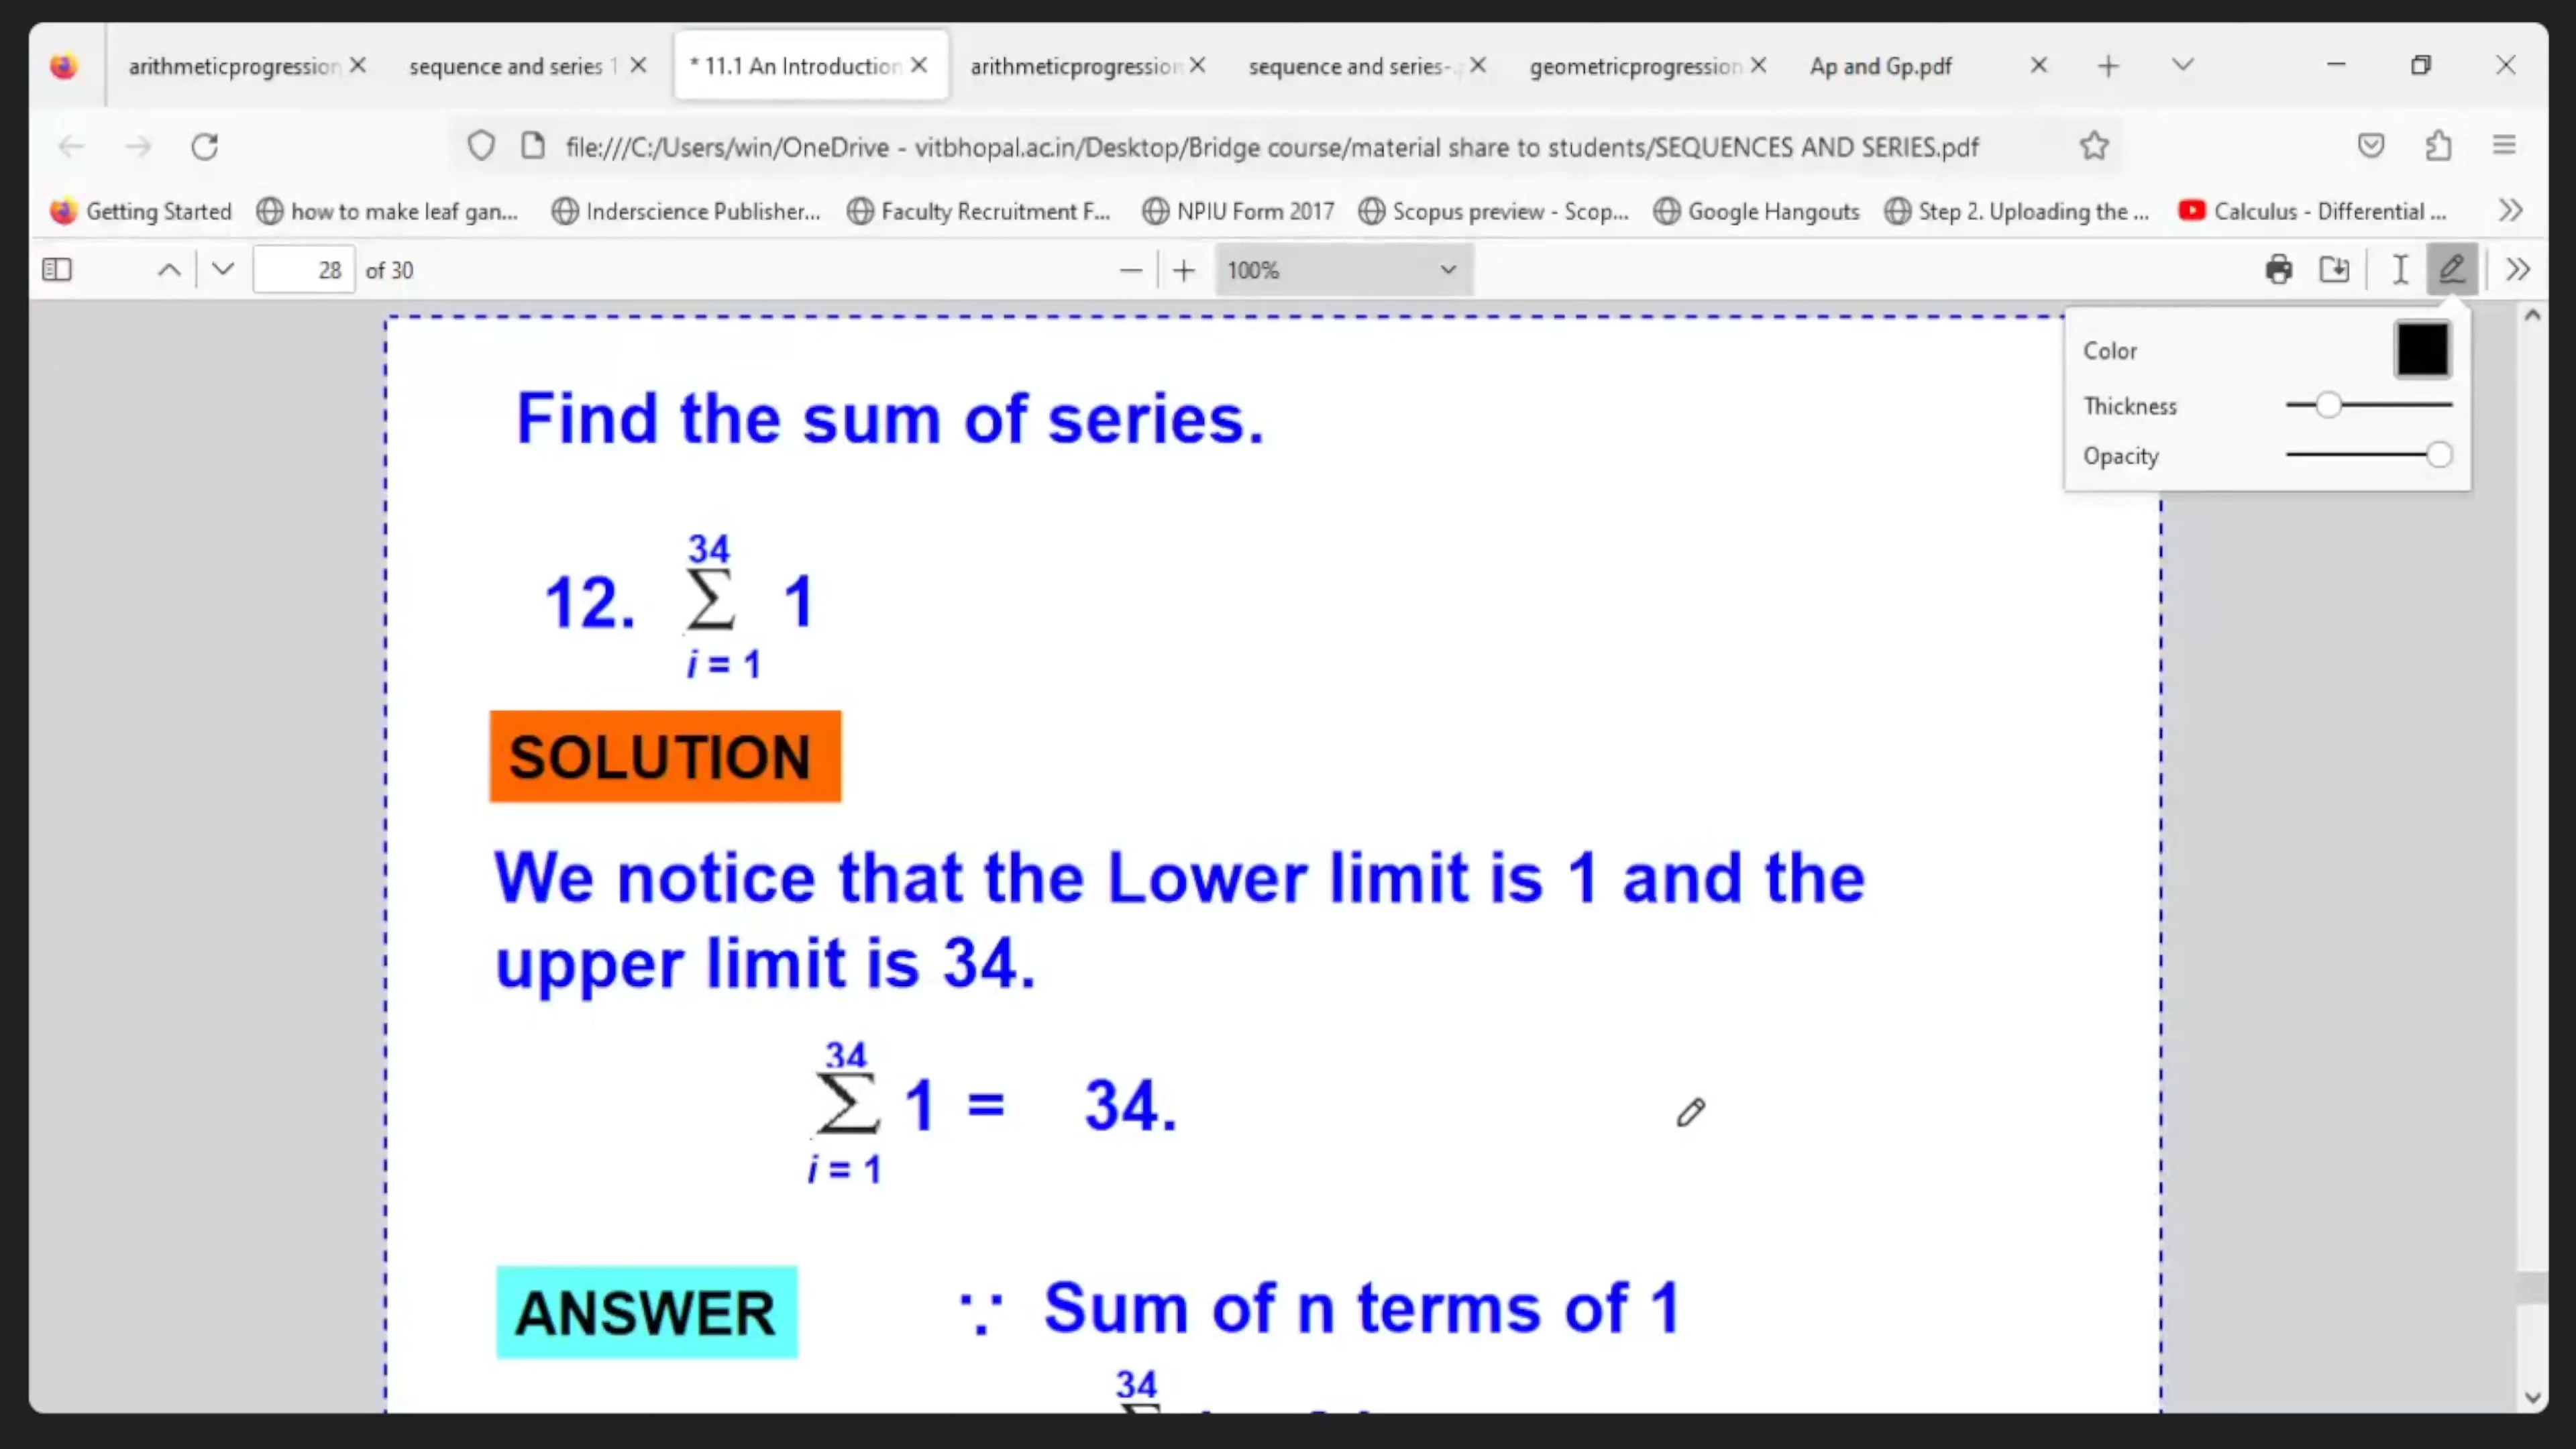 arithmeticprogression
sequence and series 1
* 11.1 An Introduction
arithmeticprogression
sequence and series-
geometricprogression
Ap and Gp.pdf
file:///C:/Users/win/OneDrive - vitbhopal.ac.in/Desktop/Bridge course/material share to students/SEQUENCES AND SERIES.pdf
Getting Started
how to make leaf gan...
Inderscience Publisher...
Faculty Recruitment F...
NPIU Form 2017
Scopus preview - Scop...
Google Hangouts
Step 2. Uploading the ...
Calculus - Differential ...
28 of 30
100%
Color
Thickness
Opacity
Find the sum of series.
34
12. Σ 1
i = 1
SOLUTION
We notice that the Lower limit is 1 and the
upper limit is 34.
34
Σ 1 = 34.
i = 1
ANSWER ∵ Sum of n terms of 1
34